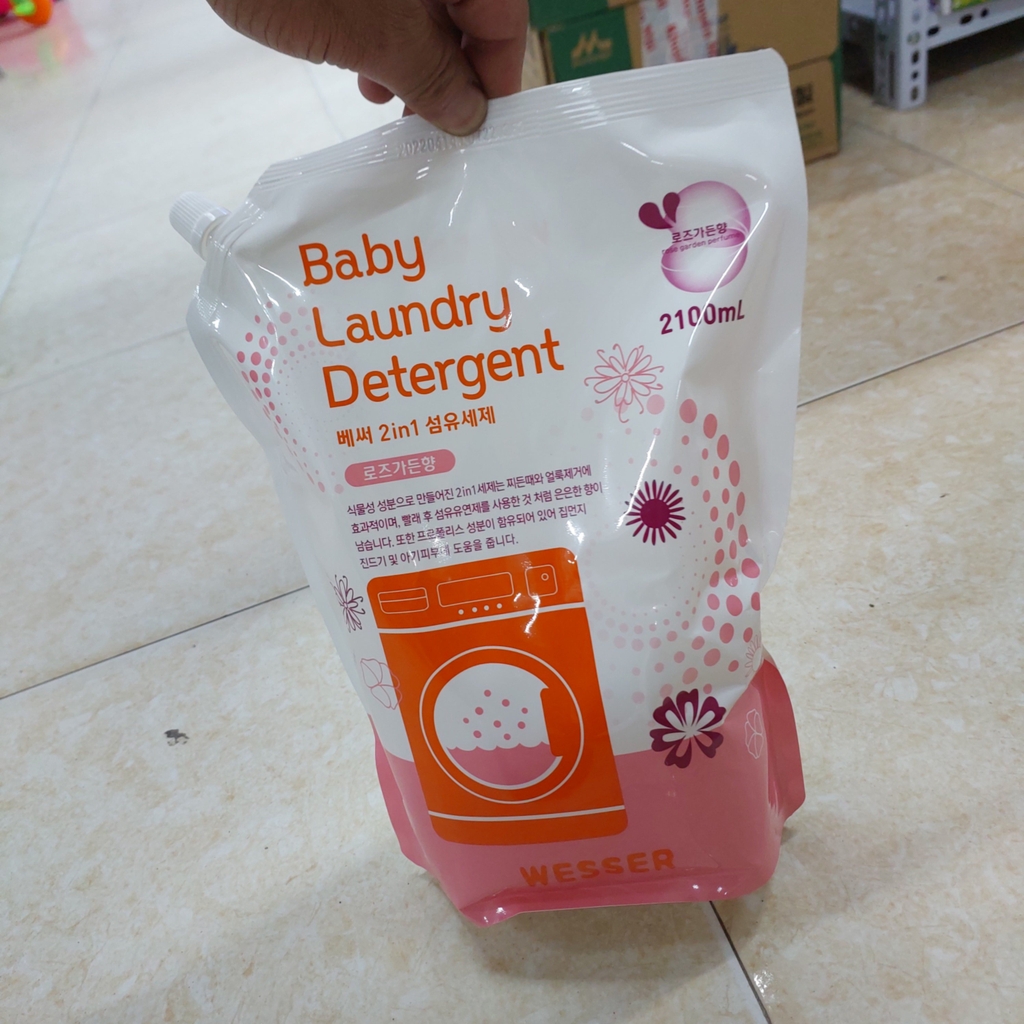 Baby
Laundry
Detergent
베써 2in1 섬유세제
로즈가든향
식물성 성분으로 만들어진 2in1세제는 찌든때와 얼룩제거에
효과적이며, 빨래 후 섬유유연제를 사용한 것 처럼 은은한 향이
남습니다. 또한 프로폴리스 성분이 함유되어 있어 집먼지
진드기 및 아기피부에 도움을 줍니다.
로즈가든향
garden perfume
2100mL
WESSER